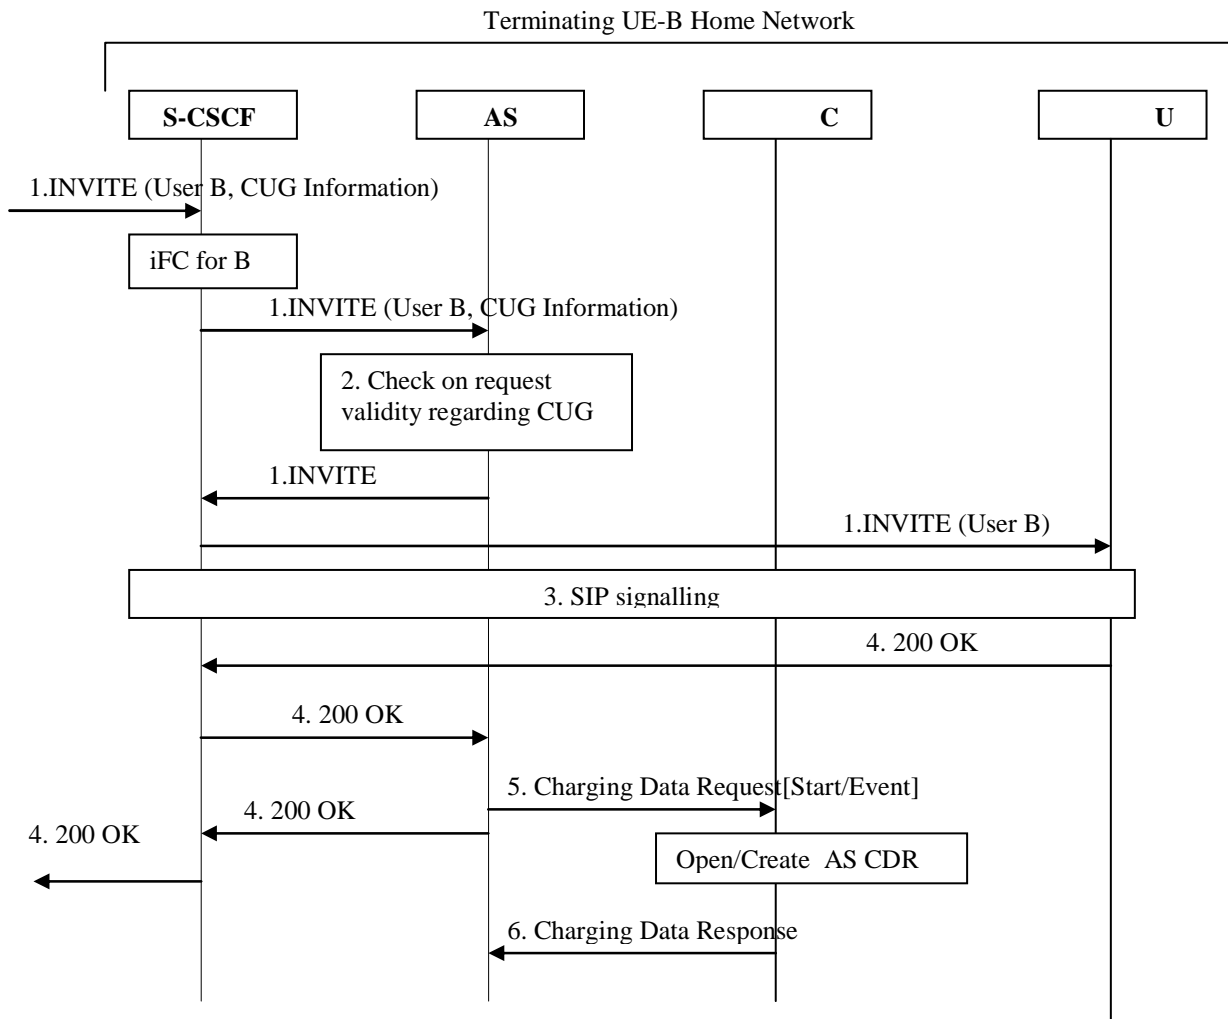 Terminating UE-B Home Network
S-CSCF
AS
C
U
1.INVITE (User B, CUG Information)
iFC for B
1.INVITE (User B, CUG Information)
2. Check on request
validity regarding CUG
1.INVITE
1.INVITE (User B)
3. SIP signalling
4. 200 OK
4. 200 OK
5. Charging Data Request[Start/Event]
4. 200 OK
4. 200 OK
Open/Create AS CDR
6. Charging Data Response